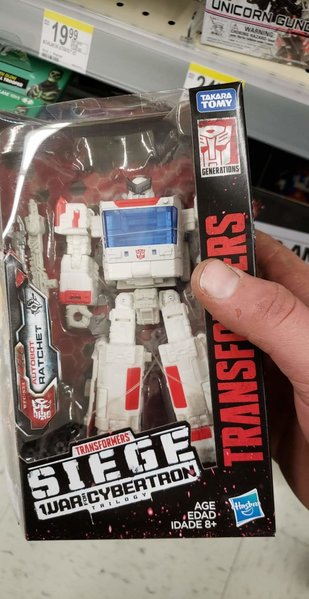 UNICORN GUN
WARNING
19.99
TAKARA
TOMY
GENERATIONS
TRANSFORMERS
AUTOBOT
RATCHET
TRANSFORMERS
SIEGE
WAR FOR CYBERTRON
TRILOGY
AGE
EDAD
IDADE 8+
Hasbro